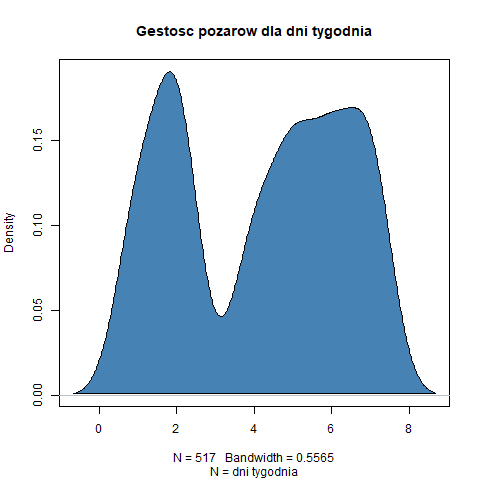 Gestosc pozarow dla dni tygodnia
Density
0.00
0.05
0.10
0.15
0
2
4
6
8
N = 517   Bandwidth = 0.5565
N = dni tygodnia